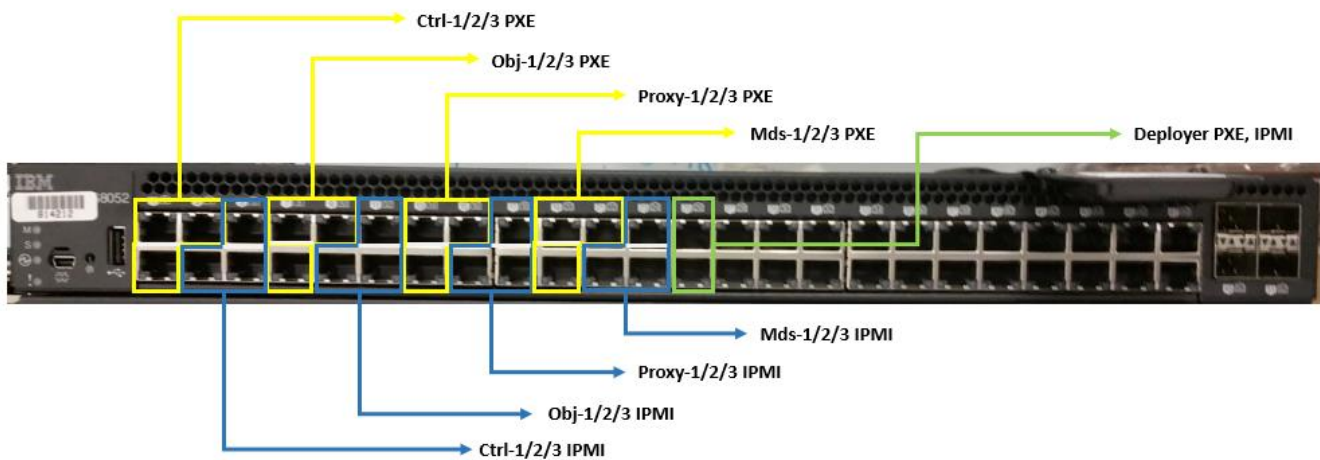 Ctrl-1/2/3 PXE
Obj-1/2/3 PXE
Proxy-1/2/3 PXE
Mds-1/2/3 PXE
Deployer PXE, IPMI
IBM
G8052
814212
M
S
!
Mds-1/2/3 IPMI
Proxy-1/2/3 IPMI
Obj-1/2/3 IPMI
Ctrl-1/2/3 IPMI